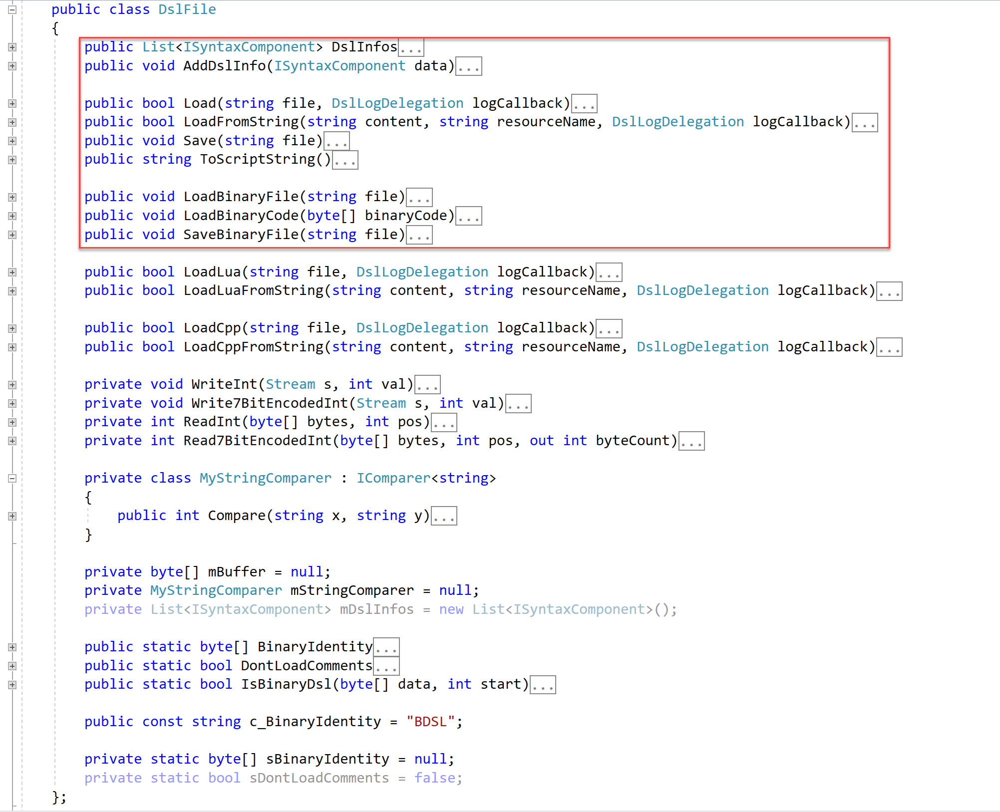 public class DslFile
{
public List<ISyntaxComponent> DslInfos...
public void AddDslInfo(ISyntaxComponent data)...
public bool Load(string file, DslLogDelegation logCallback)...
public bool LoadFromString(string content, string resourceName, DslLogDelegation logCallback)...
public void Save(string file)...
public string ToScriptString()...
public void LoadBinaryFile(string file)...
public void LoadBinaryCode(byte[] binaryCode)...
public void SaveBinaryFile(string file)...
public bool LoadLua(string file, DslLogDelegation logCallback)...
public bool LoadLuaFromString(string content, string resourceName, DslLogDelegation logCallback)...
public bool LoadCpp(string file, DslLogDelegation logCallback)...
public bool LoadCppFromString(string content, string resourceName, DslLogDelegation logCallback)...
private void WriteInt(Stream s, int val)...
private void Write7BitEncodedInt(Stream s, int val)...
private int ReadInt(byte[] bytes, int pos)...
private int Read7BitEncodedInt(byte[] bytes, int pos, out int byteCount)...
private class MyStringComparer : IComparer<string>
{
public int Compare(string x, string y)...
}
private byte[] mBuffer = null;
private MyStringComparer mStringComparer = null;
private List<ISyntaxComponent> mDslInfos = new List<ISyntaxComponent>();
public static byte[] BinaryIdentity...
public static bool DontLoadComments...
public static bool IsBinaryDsl(byte[] data, int start)...
public const string c_BinaryIdentity = "BDSL";
private static byte[] sBinaryIdentity = null;
private static bool sDontLoadComments = false;
};